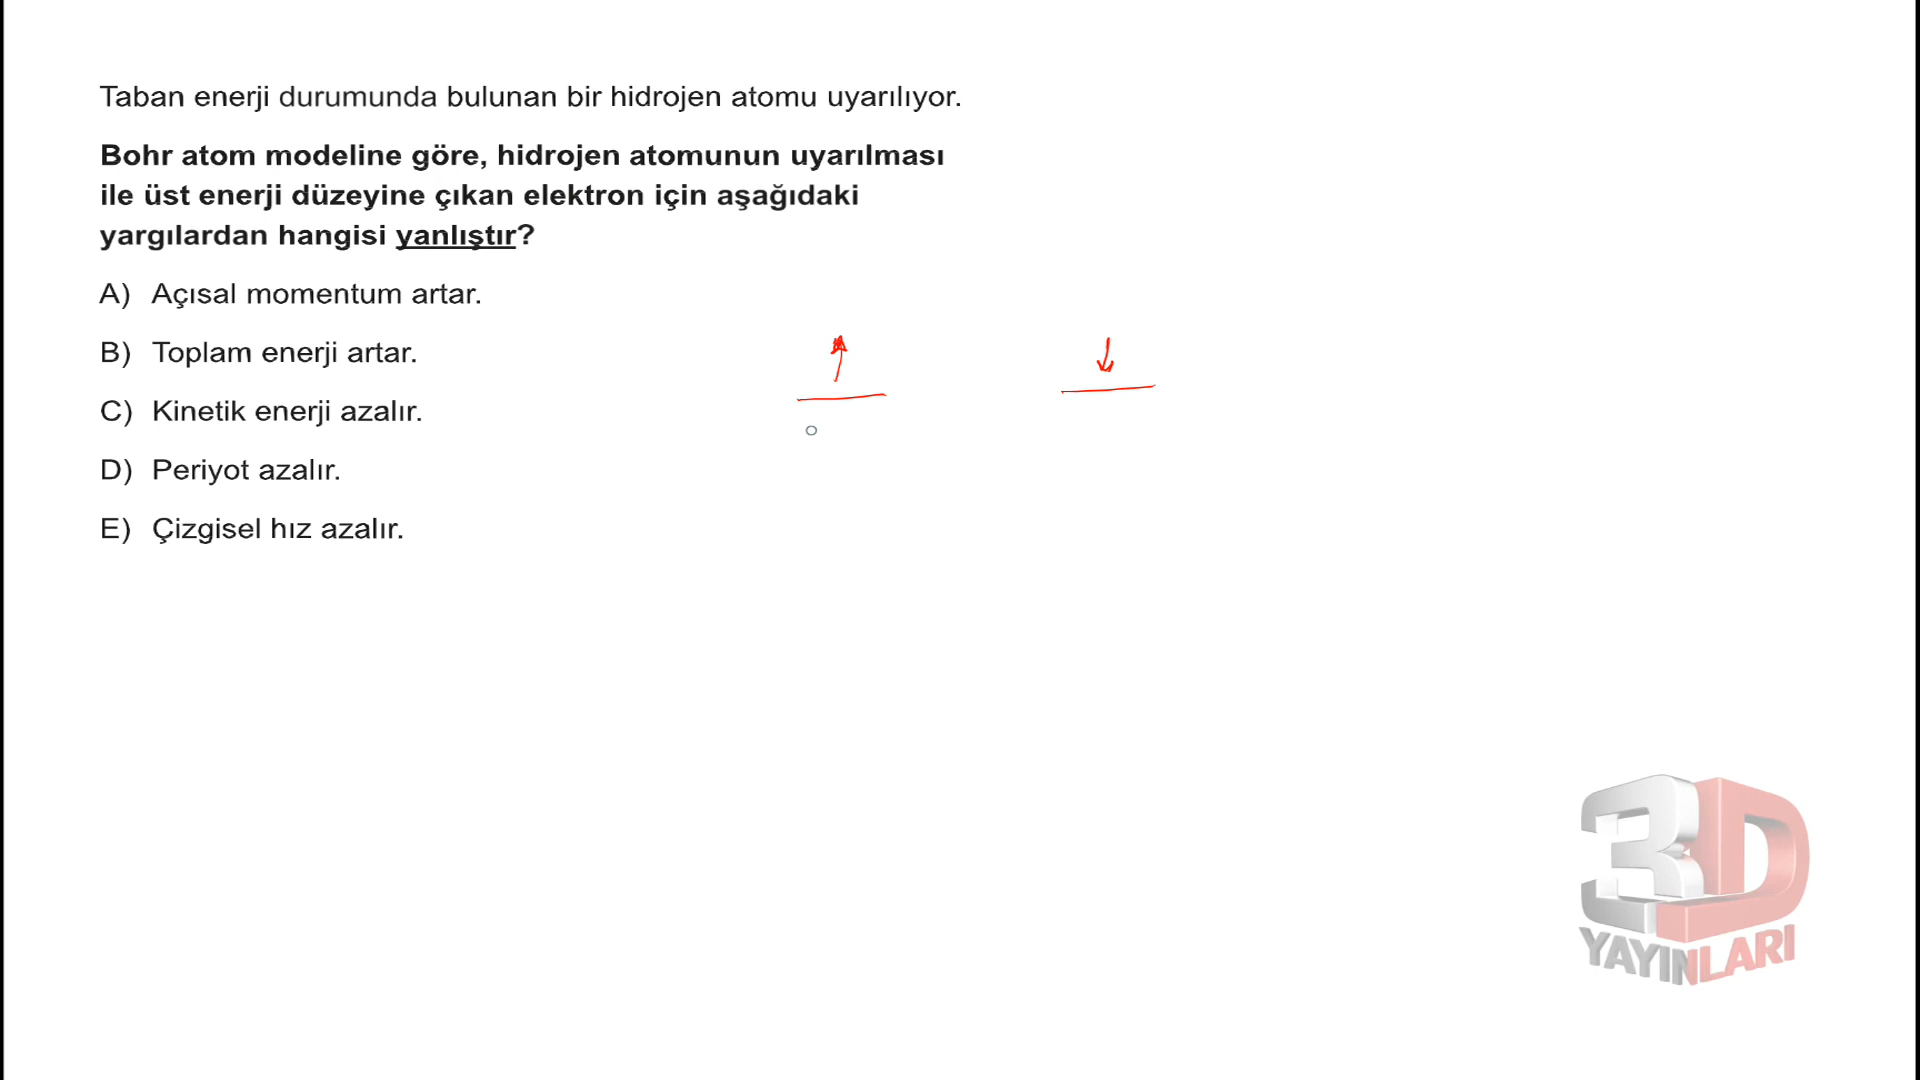 Taban enerji durumunda bulunan bir hidrojen atomu uyarılıyor.
Bohr atom modeline göre, hidrojen atomunun uyarılması
ile üst enerji düzeyine çıkan elektron için aşağıdaki
yargılardan hangisi yanlıştır?
A) Açısal momentum artar.
B) Toplam enerji artar.
C) Kinetik enerji azalır.
D) Periyot azalır.
E) Çizgisel hız azalır.
3D
YAYINLARI